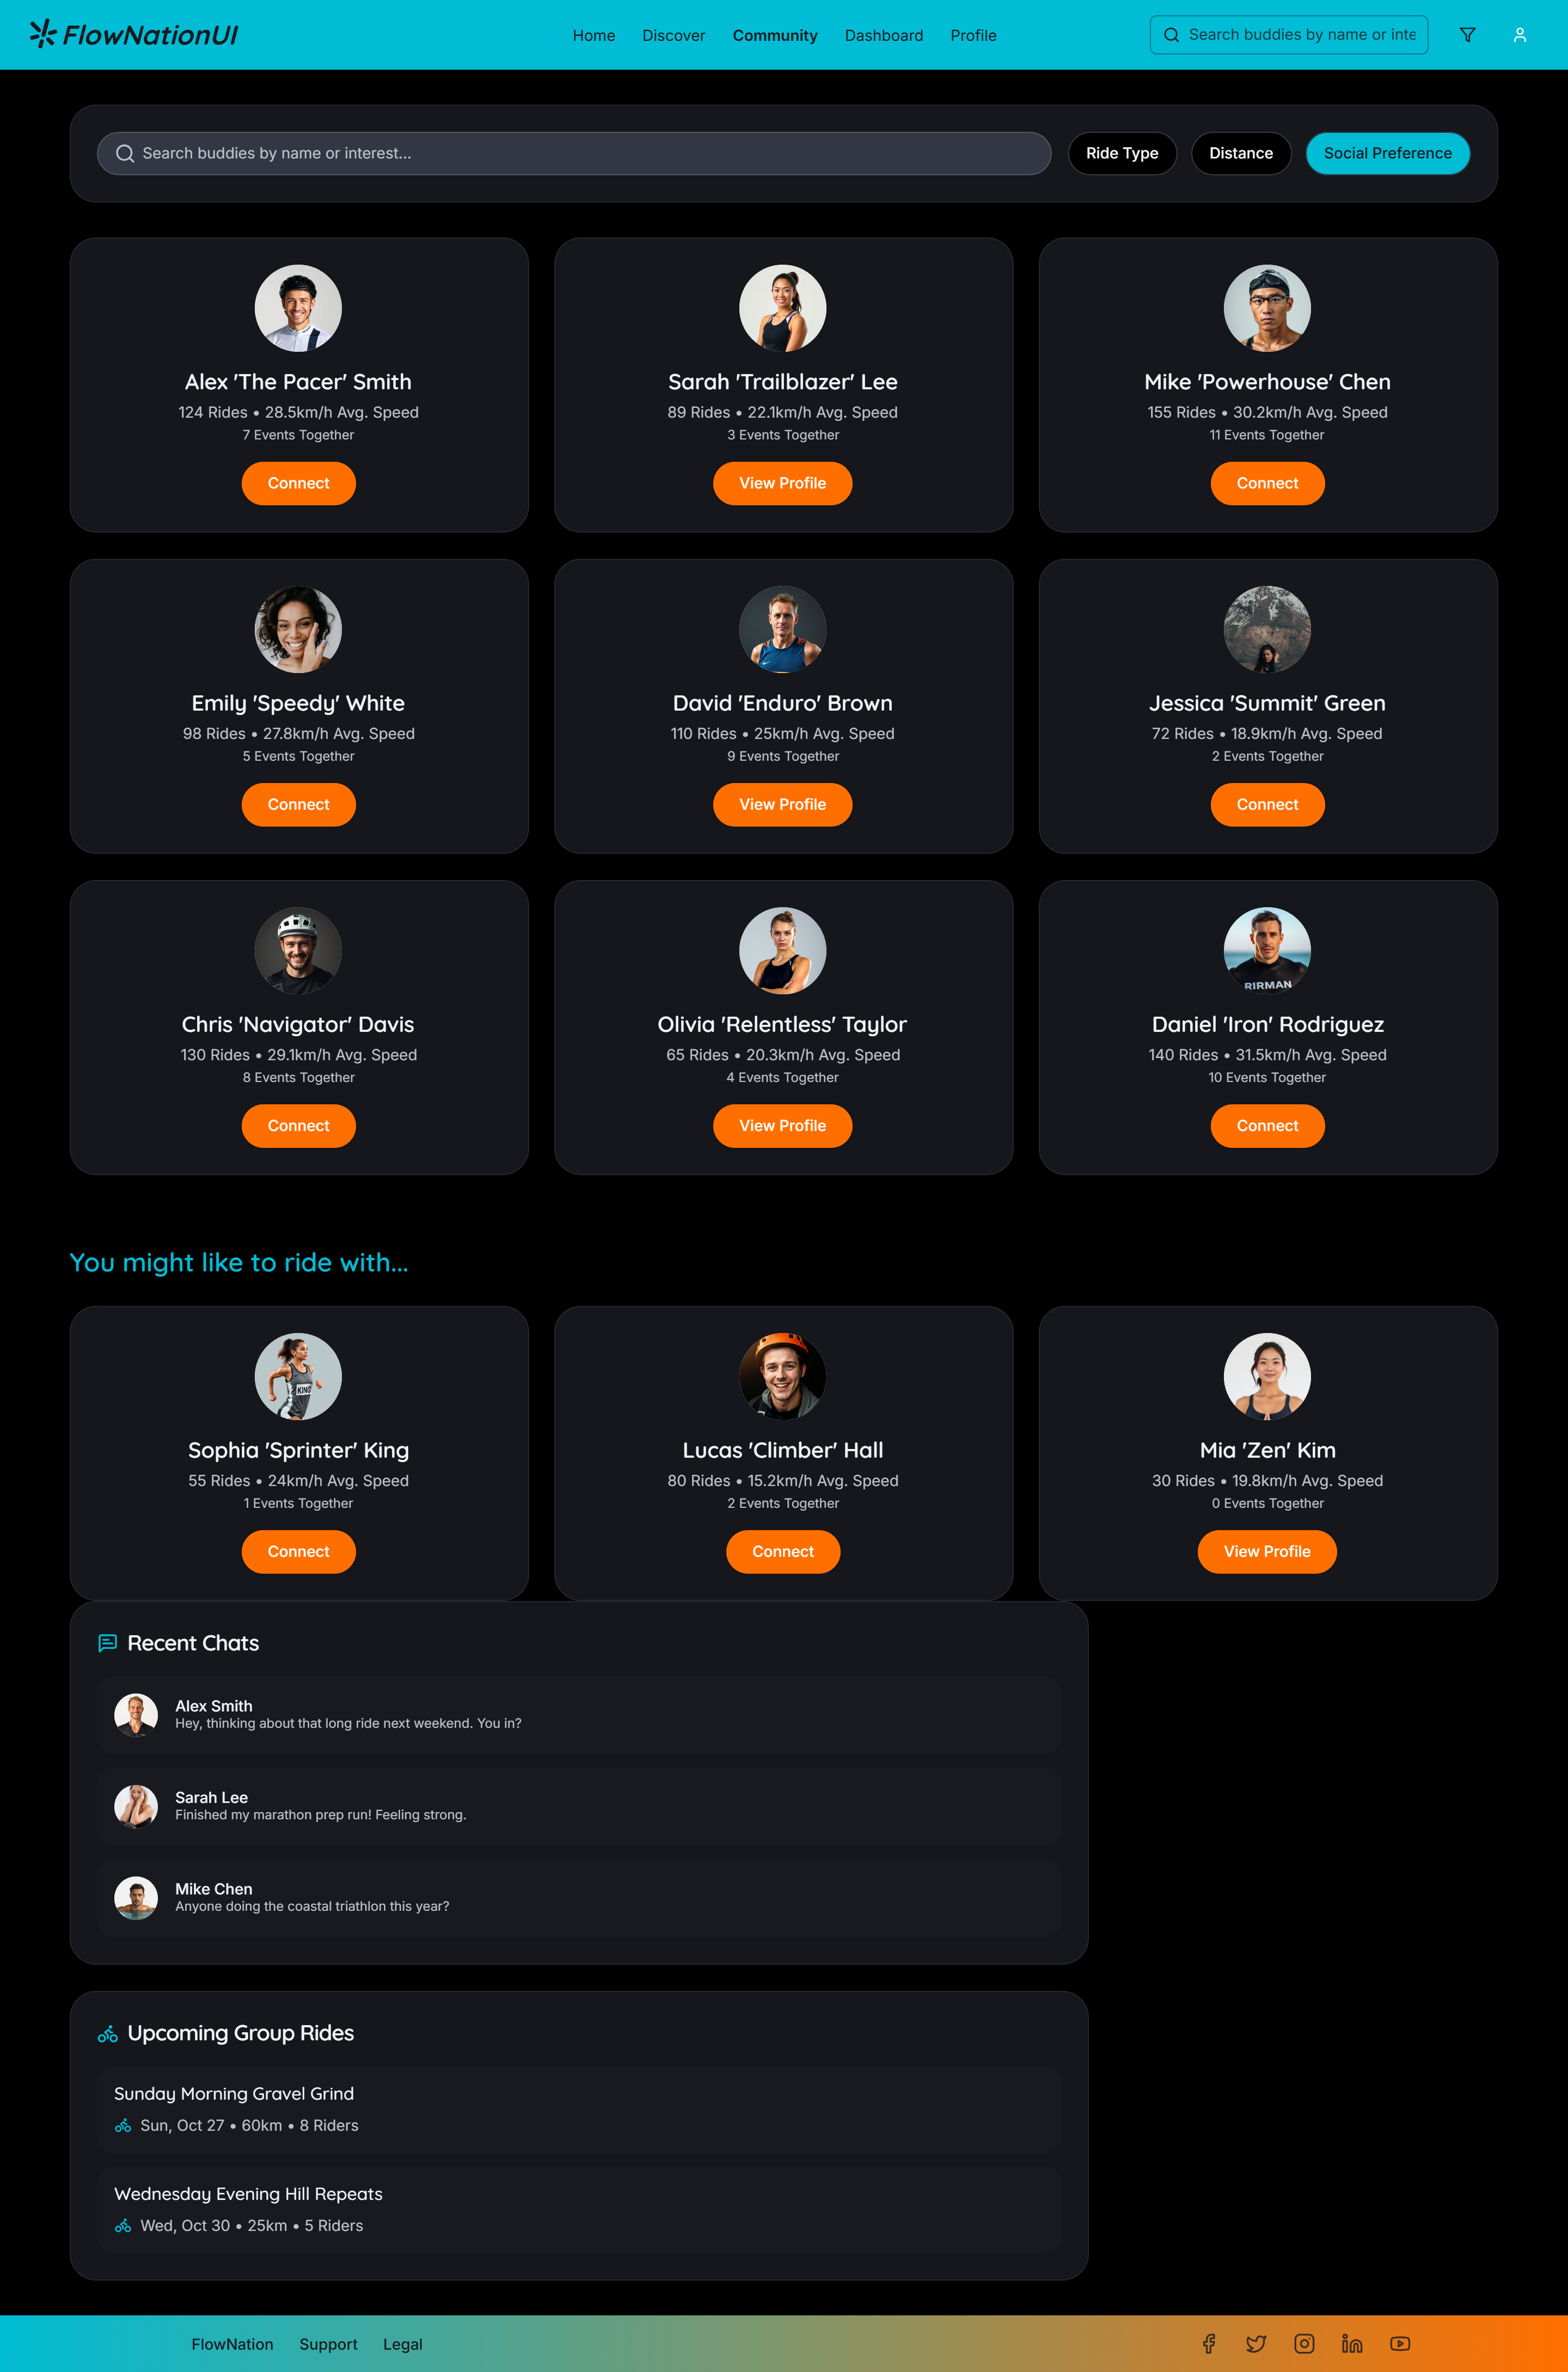 FlowNationUI
Home Discover Community Dashboard Profile
Search buddies by name or inte
Search buddies by name or interest...
Ride Type Distance Social Preference
Alex 'The Pacer' Smith
124 Rides • 28.5km/h Avg. Speed
7 Events Together
Connect
Sarah 'Trailblazer' Lee
89 Rides • 22.1km/h Avg. Speed
3 Events Together
View Profile
Mike 'Powerhouse' Chen
155 Rides • 30.2km/h Avg. Speed
11 Events Together
Connect
Emily 'Speedy' White
98 Rides • 27.8km/h Avg. Speed
5 Events Together
Connect
David 'Enduro' Brown
110 Rides • 25km/h Avg. Speed
9 Events Together
View Profile
Jessica 'Summit' Green
72 Rides • 18.9km/h Avg. Speed
2 Events Together
Connect
Chris 'Navigator' Davis
130 Rides • 29.1km/h Avg. Speed
8 Events Together
Connect
Olivia 'Relentless' Taylor
65 Rides • 20.3km/h Avg. Speed
4 Events Together
View Profile
RIRMAN
Daniel 'Iron' Rodriguez
140 Rides • 31.5km/h Avg. Speed
10 Events Together
Connect
You might like to ride with...
KING
Sophia 'Sprinter' King
55 Rides • 24km/h Avg. Speed
1 Events Together
Connect
Lucas 'Climber' Hall
80 Rides • 15.2km/h Avg. Speed
2 Events Together
Connect
Mia 'Zen' Kim
30 Rides • 19.8km/h Avg. Speed
0 Events Together
View Profile
Recent Chats
Alex Smith
Hey, thinking about that long ride next weekend. You in?
Sarah Lee
Finished my marathon prep run! Feeling strong.
Mike Chen
Anyone doing the coastal triathlon this year?
Upcoming Group Rides
Sunday Morning Gravel Grind
Sun, Oct 27 • 60km • 8 Riders
Wednesday Evening Hill Repeats
Wed, Oct 30 • 25km • 5 Riders
FlowNation Support Legal